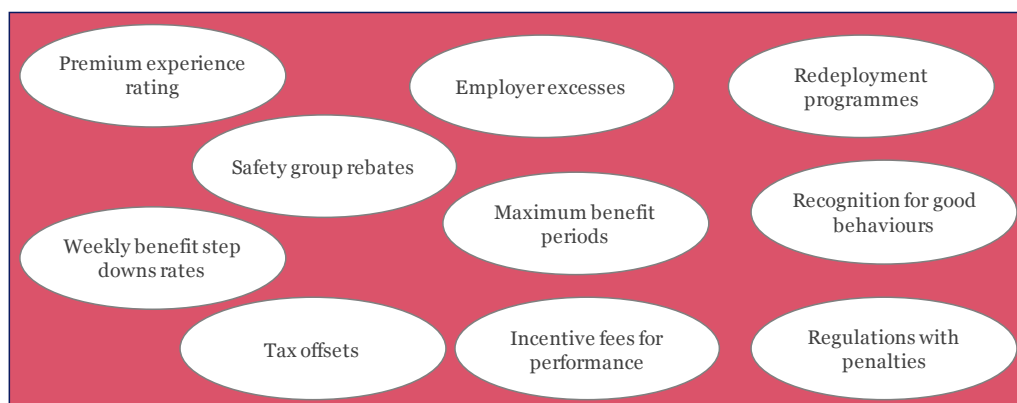 Premium experience
rating
Employer excesses
Redeployment
programmes
Safety group rebates
Maximum benefit
periods
Recognition for good
behaviours
Weekly benefit step
downs rates
Tax offsets
Incentive fees for
performance
Regulations with
penalties